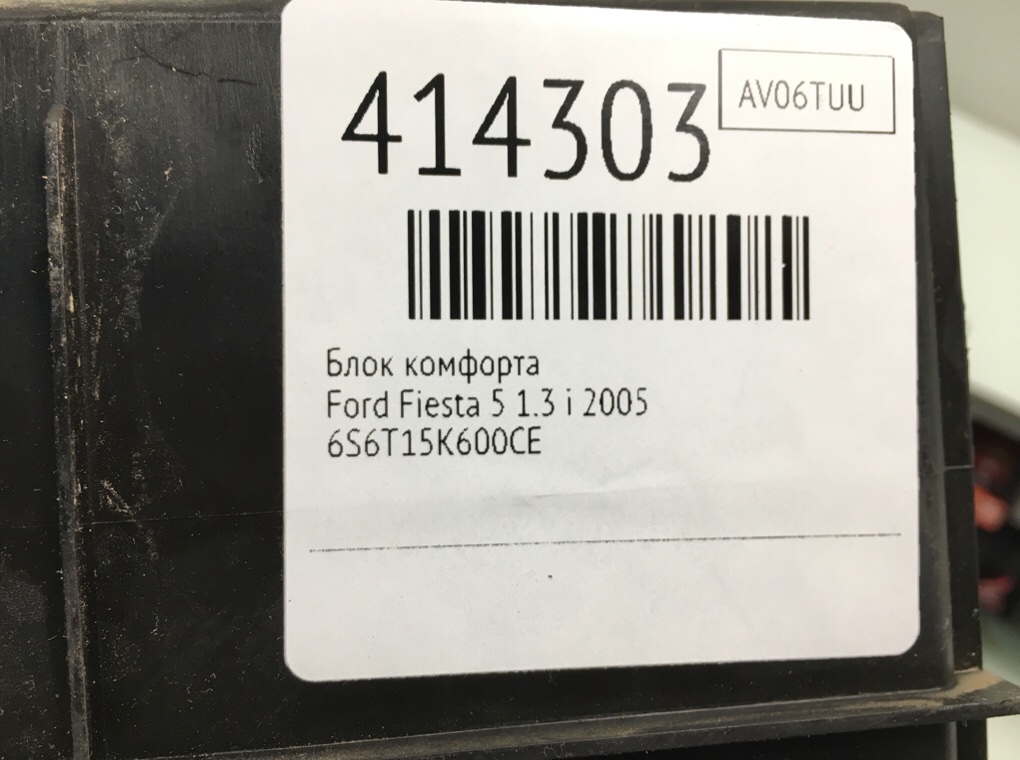 414303
AV06TUU
Блок комфорта
Ford Fiesta 5 1.3 i 2005
6S6T15K600CE